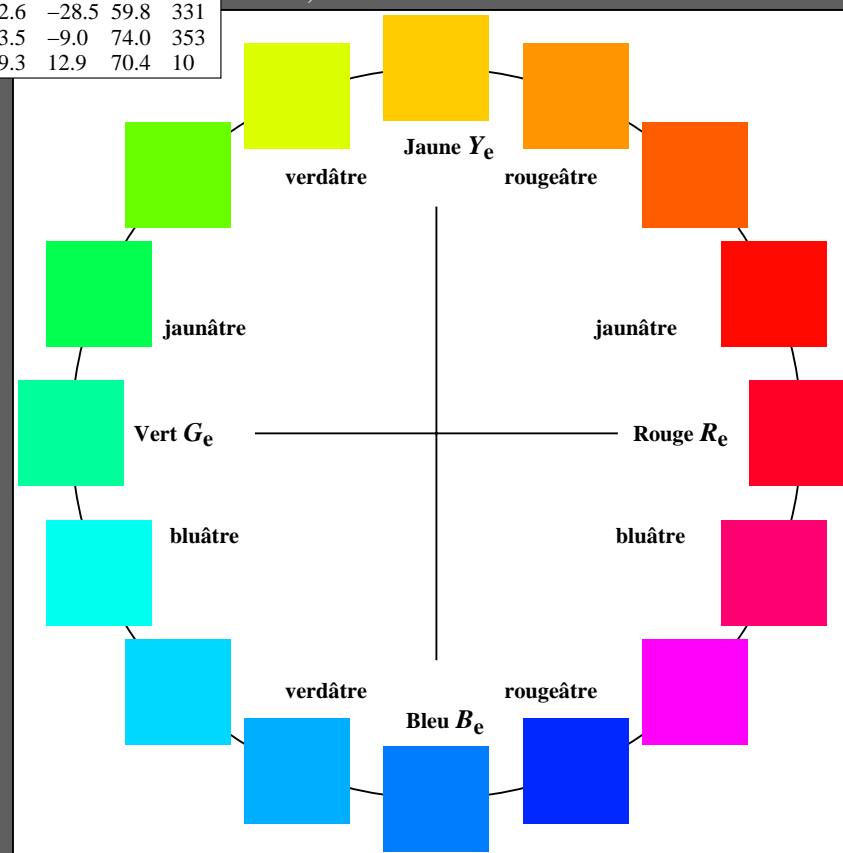 2.6 –28.5 59.8 331
3.5 –9.0 74.0 353
9.3 12.9 70.4 10
Jaune Ye
verdâtre rougeâtre
jaunâtre jaunâtre
Vert Ge Rouge Re
bluâtre bluâtre
verdâtre rougeâtre
Bleu Be